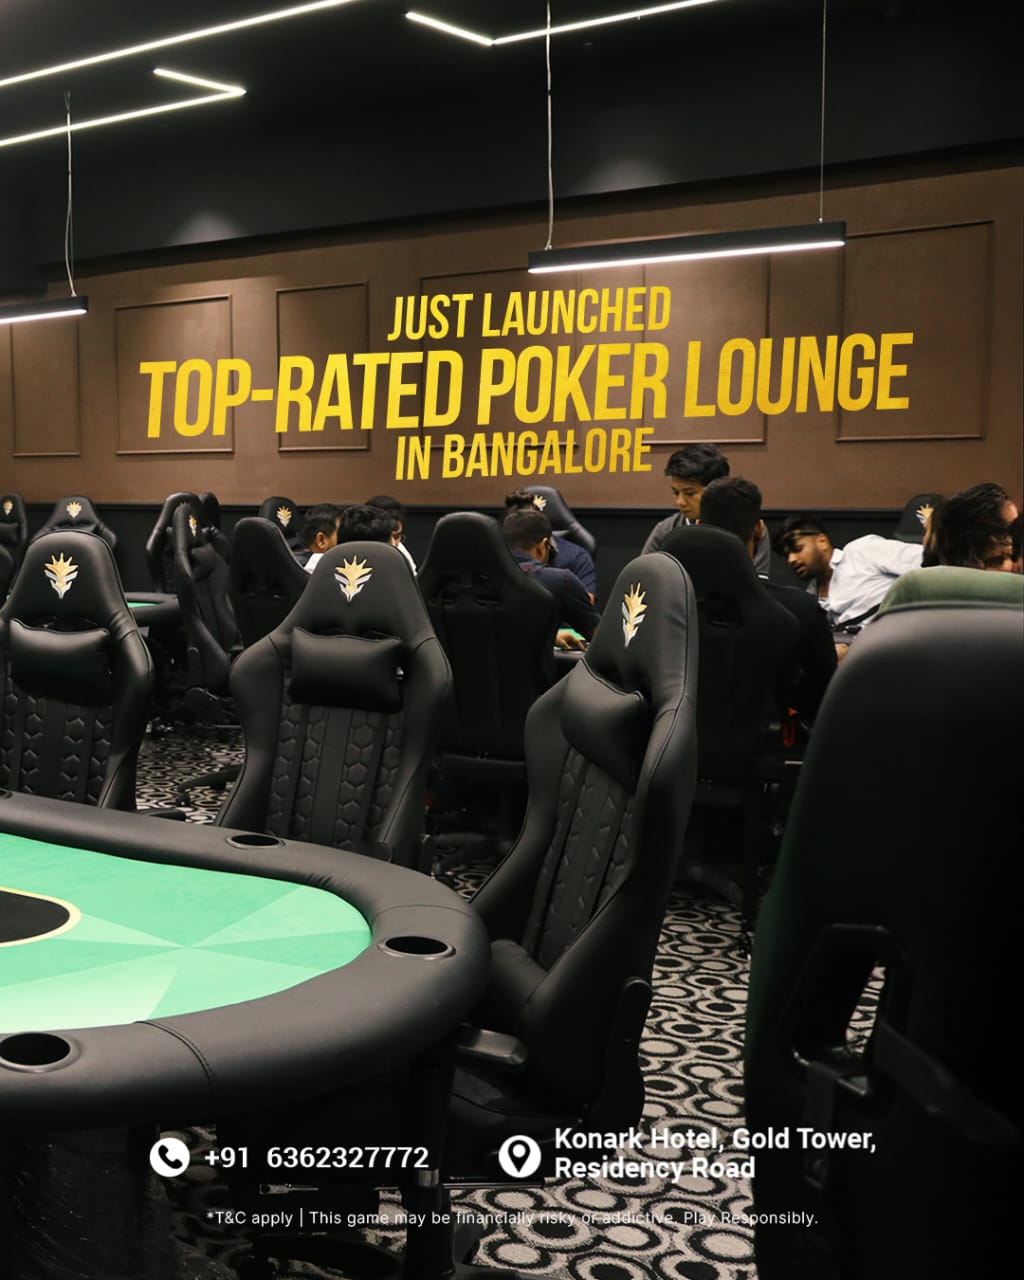 JUST LAUNCHED
TOP-RATED POKER LOUNGE
IN BANGALORE
+91 6362327772
Konark Hotel, Gold Tower,
Residency Road
*T&C apply | This game may be financially risky or addictive. Play Responsibly.